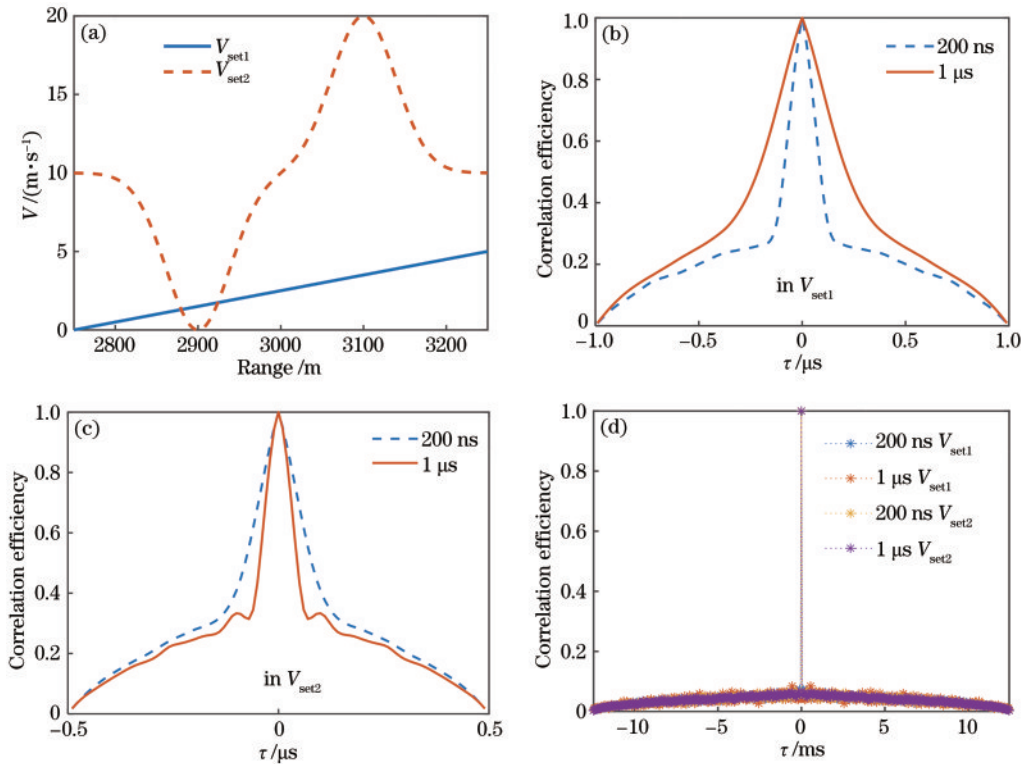 (a)
V_set1
V_set2
V /(m·s⁻¹)
20
15
10
5
0
2800
2900
3000
3100
3200
Range /m
(b)
200 ns
1 μs
Correlation efficiency
1.0
0.8
0.6
0.4
0.2
0
in V_set1
−1.0
−0.5
0
0.5
1.0
τ /μs
(c)
200 ns
1 μs
Correlation efficiency
1.0
0.8
0.6
0.4
0.2
0
in V_set2
−0.5
0
0.5
τ /μs
(d)
200 ns V_set1
1 μs V_set1
200 ns V_set2
1 μs V_set2
Correlation efficiency
1.0
0.8
0.6
0.4
0.2
0
−10
−5
0
5
10
τ /ms